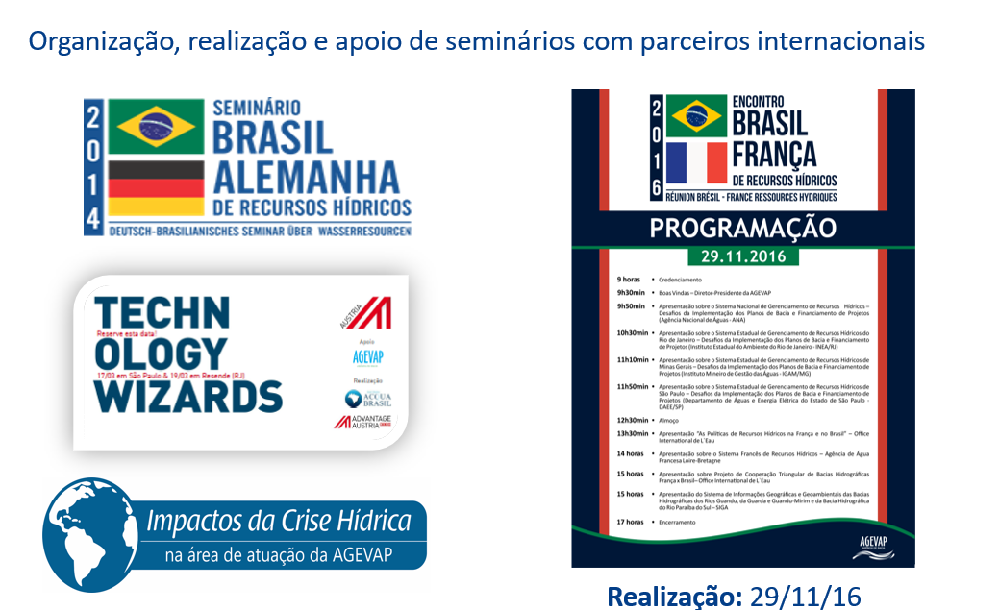 Organização, realização e apoio de seminários com parceiros internacionais
2014
SEMINÁRIO
BRASIL
ALEMANHA
DE RECURSOS HÍDRICOS
DEUTSCH-BRASILIANISCHES SEMINAR ÜBER WASSERRESOURCEN
TECHN
Reserve esta data!
OLOGY
17/03 em São Paulo & 19/03 em Resende (RJ)
WIZARDS
AUSTRIA
Apoio
AGEVAP
Realização
ACCUA
BRASIL
ADVANTAGE
AUSTRIA
Impactos da Crise Hídrica
na área de atuação da AGEVAP
2016
ENCONTRO
BRASIL
FRANÇA
DE RECURSOS HÍDRICOS
RÉUNION BRÉSIL - FRANCE RESSOURCES HYDRIQUES
PROGRAMAÇÃO
29.11.2016
9 horas • Credenciamento
9h30min • Boas Vindas – Diretor-Presidente da AGEVAP
9h50min • Apresentação sobre o Sistema Nacional de Gerenciamento de Recursos Hídricos –
Desafios da Implementação dos Planos de Bacia e Financiamento de Projetos
(Agência Nacional de Águas - ANA)
10h30min • Apresentação sobre o Sistema Estadual de Gerenciamento de Recursos Hídricos do
Rio de Janeiro – Desafios da Implementação dos Planos de Bacia e Financiamento
de Projetos (Instituto Estadual do Ambiente do Rio de Janeiro - INEA/RJ)
11h10min • Apresentação sobre o Sistema Estadual de Gerenciamento de Recursos Hídricos de
Minas Gerais – Desafios da Implementação dos Planos de Bacia e Financiamento de
Projetos (Instituto Mineiro de Gestão das Águas - IGAM/MG)
11h50min • Apresentação sobre o Sistema Estadual de Gerenciamento de Recursos Hídricos de
São Paulo – Desafios da Implementação dos Planos de Bacia e Financiamento de
Projetos (Departamento de Águas e Energia Elétrica do Estado de São Paulo -
DAEE/SP)
12h30min • Almoço
13h30min • Apresentação "As Políticas de Recursos Hídricos na França e no Brasil" – Office
International de L´Eau
14 horas • Apresentação sobre o Sistema Francês de Recursos Hídricos – Agência de Água
Francesa Loire-Bretagne
15 horas • Apresentação sobre Projeto de Cooperação Triangular de Bacias Hidrográficas
França x Brasil– Office International de L´Eau
15 horas • Apresentação do Sistema de Informações Geográficas e Geoambientais das Bacias
Hidrográficas dos Rios Guandu, da Guarda e Guandu-Mirim e da Bacia Hidrográfica
do Rio Paraíba do Sul – SIGA
17 horas • Encerramento
AGEVAP
Realização: 29/11/16